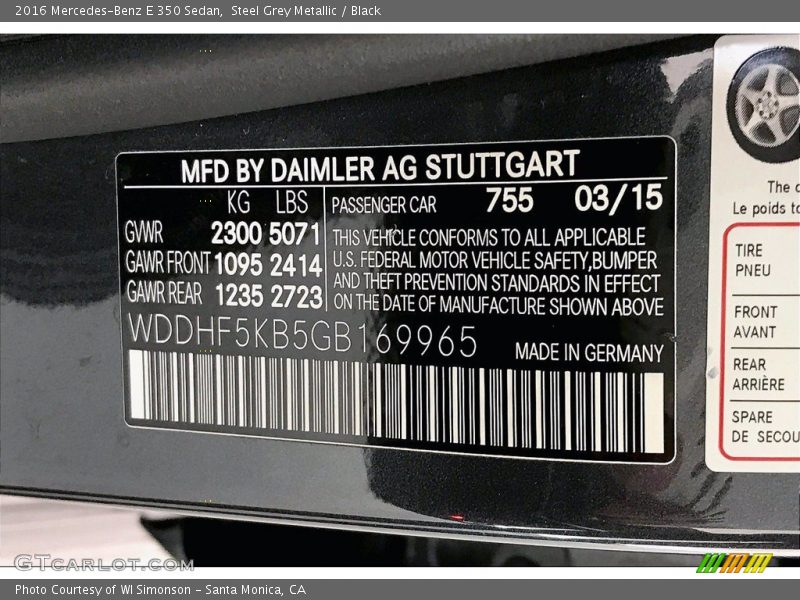 2016 Mercedes-Benz E 350 Sedan, Steel Grey Metallic / Black
MFD BY DAIMLER AG STUTTGART
KG LBS
GVWR 2300 5071
GAWR FRONT 1095 2414
GAWR REAR 1235 2723
PASSENGER CAR 755 03/15
THIS VEHICLE CONFORMS TO ALL APPLICABLE
U.S. FEDERAL MOTOR VEHICLE SAFETY,BUMPER
AND THEFT PREVENTION STANDARDS IN EFFECT
ON THE DATE OF MANUFACTURE SHOWN ABOVE
WDDHF5KB5GB169965
MADE IN GERMANY
The
Le poids
TIRE
PNEU
FRONT
AVANT
REAR
ARRIÈRE
SPARE
DE
GTcarlot.com
Photo Courtesy of WI Simonson - Santa Monica, CA